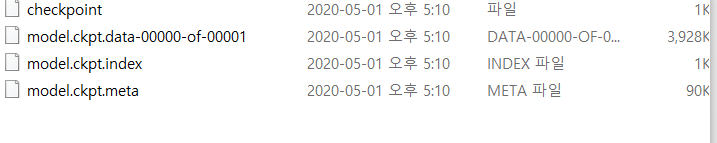 checkpoint 2020-05-01 오후 5:10 파일 1K
model.ckpt.data-00000-of-00001 2020-05-01 오후 5:10 DATA-00000-OF-0... 3,928K
model.ckpt.index 2020-05-01 오후 5:10 INDEX 파일 1K
model.ckpt.meta 2020-05-01 오후 5:10 META 파일 90K